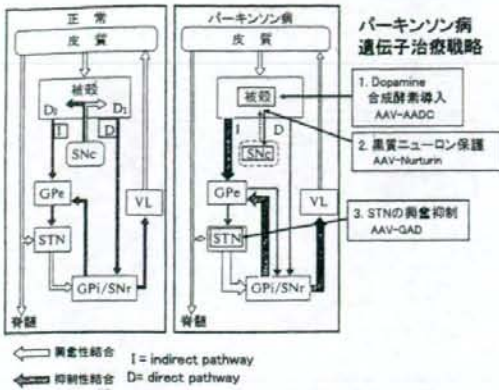 正常
皮質
被殻
D₂ D₁
I D
SNc
GPe
STN
VL
GPi/SNr
脊髄
パーキンソン病
皮質
被殻
I D
SNc
GPe
STN
VL
GPi/SNr
脊髄
パーキンソン病
遺伝子治療戦略
1. Dopamine
合成酵素導入
AAV-AADC
2. 黒質ニューロン保護
AAV-Nurturin
3. STNの興奮抑制
AAV-GAD
興奮性結合 I = indirect pathway
抑制性結合 D= direct pathway